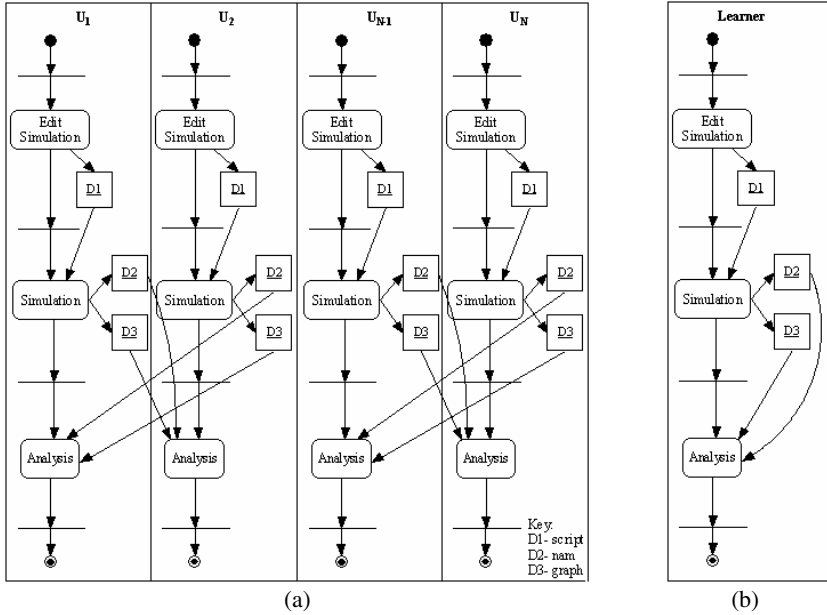 U1 U2 UN-1 UN Learner
Edit Simulation Edit Simulation Edit Simulation Edit Simulation Edit Simulation
D1 D1 D1 D1 D1
D2 D2 D2 D2 D2
Simulation Simulation Simulation Simulation Simulation
D3 D3 D3 D3 D3
Analysis Analysis Analysis Analysis Analysis
Key:
D1- script
D2- nam
D3- graph
(a) (b)